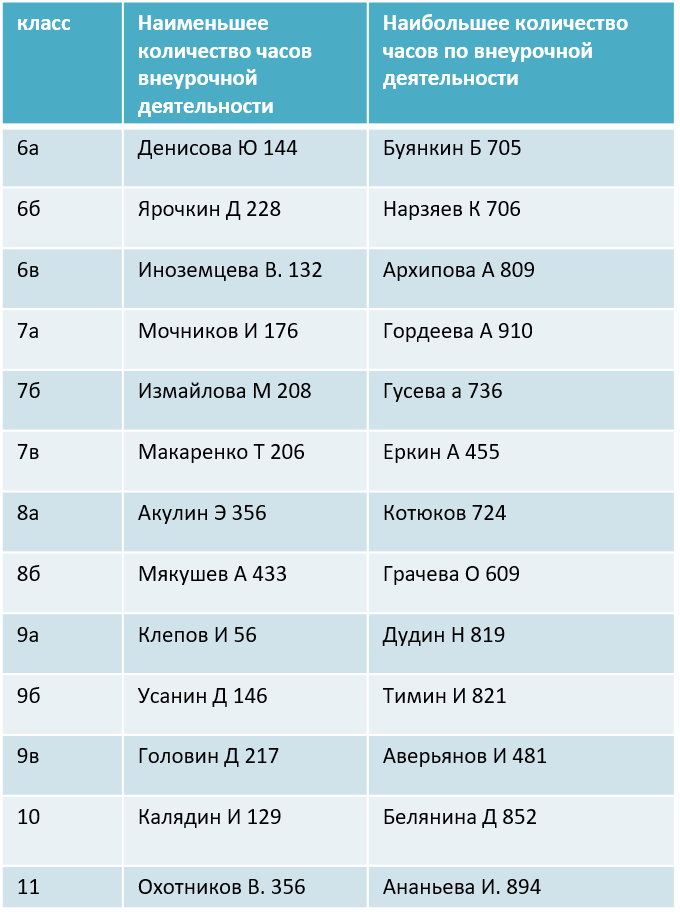 класс
Наименьшее
количество часов
внеурочной
деятельности
Наибольшее количество
часов по внеурочной
деятельности
6а Денисова Ю 144 Буянкин Б 705
6б Ярочкин Д 228 Нарзяев К 706
6в Иноземцева В. 132 Архипова А 809
7а Мочников И 176 Гордеева А 910
7б Измайлова М 208 Гусева а 736
7в Макаренко Т 206 Еркин А 455
8а Акулин Э 356 Котюков 724
8б Мякушев А 433 Грачева О 609
9а Клепов И 56 Дудин Н 819
9б Усанин Д 146 Тимин И 821
9в Головин Д 217 Аверьянов И 481
10 Калядин И 129 Белянина Д 852
11 Охотников В. 356 Ананьева И. 894